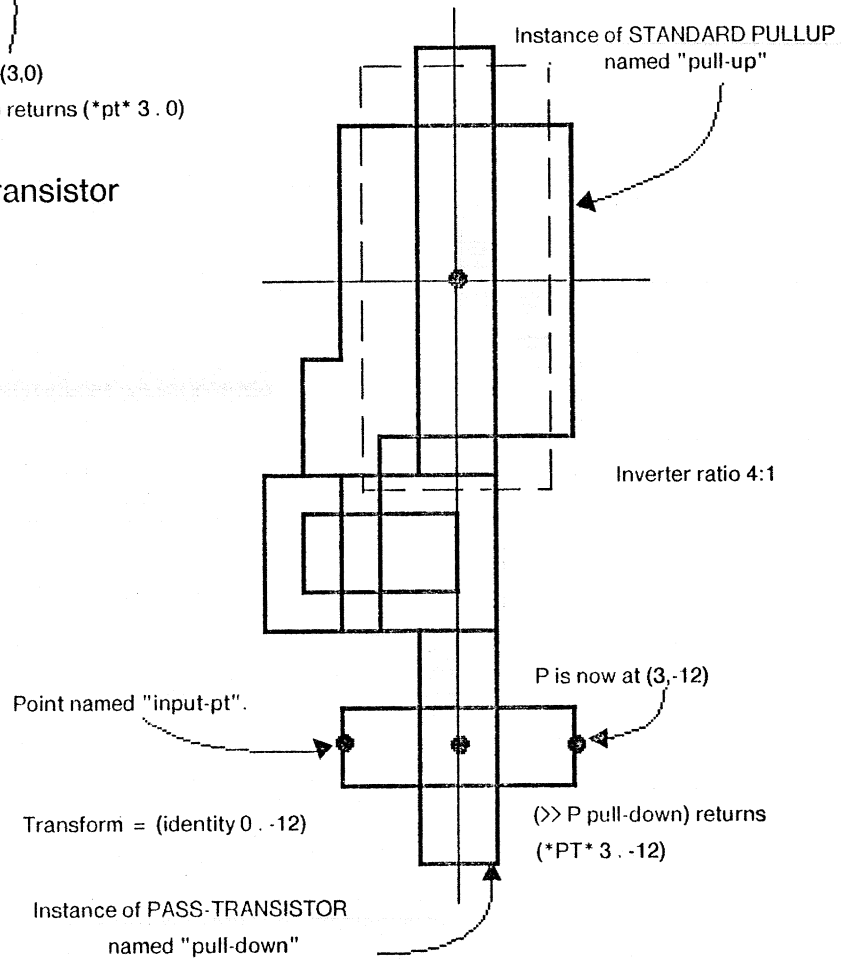 (3,0)
returns (*pt* 3 . 0)
ransistor
Instance of STANDARD PULLUP
named "pull-up"
Inverter ratio 4:1
P is now at (3,-12)
Point named "input-pt".
Transform = (identity 0 . -12)
(>> P pull-down) returns
(*PT* 3 . -12)
Instance of PASS-TRANSISTOR
named "pull-down"